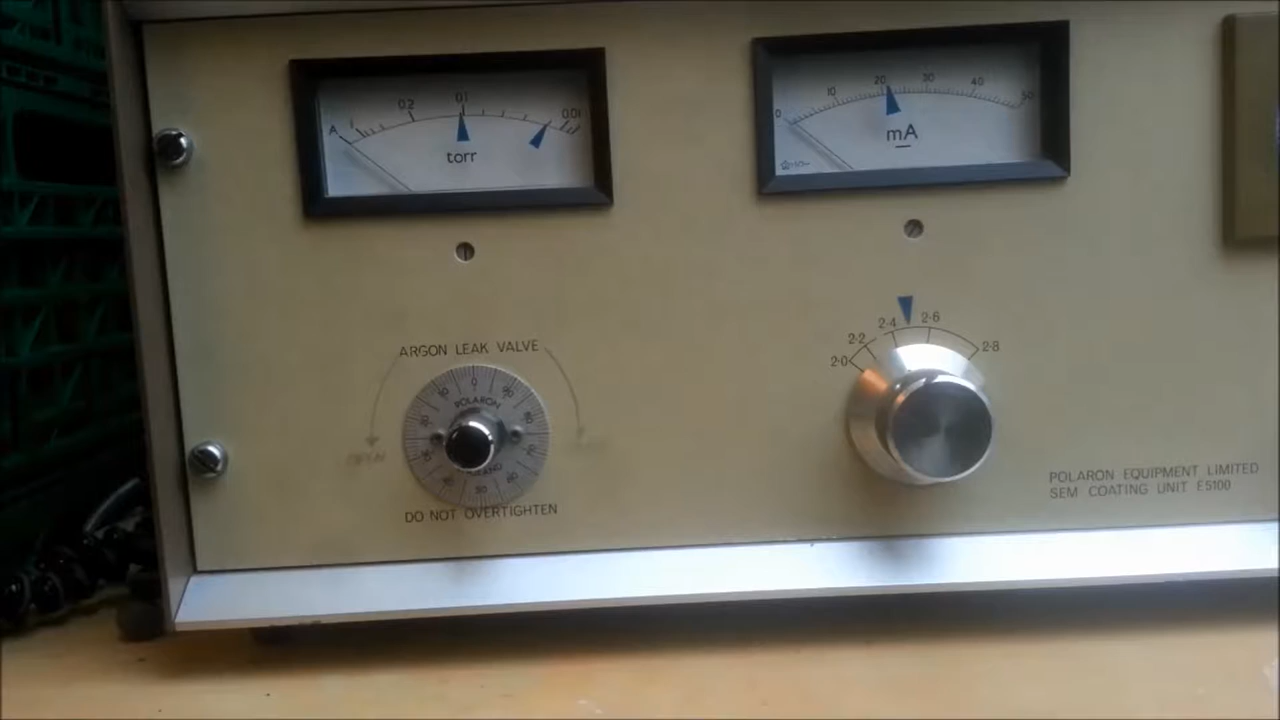 A 1 0.2 0.1 0.01
torr
0 10 20 30 40 50
mA
ARGON LEAK VALVE
POLARON
OPEN
DO NOT OVERTIGHTEN
2·0 2·2 2·4 2·6 2·8
POLARON EQUIPMENT LIMITED
SEM COATING UNIT E5100